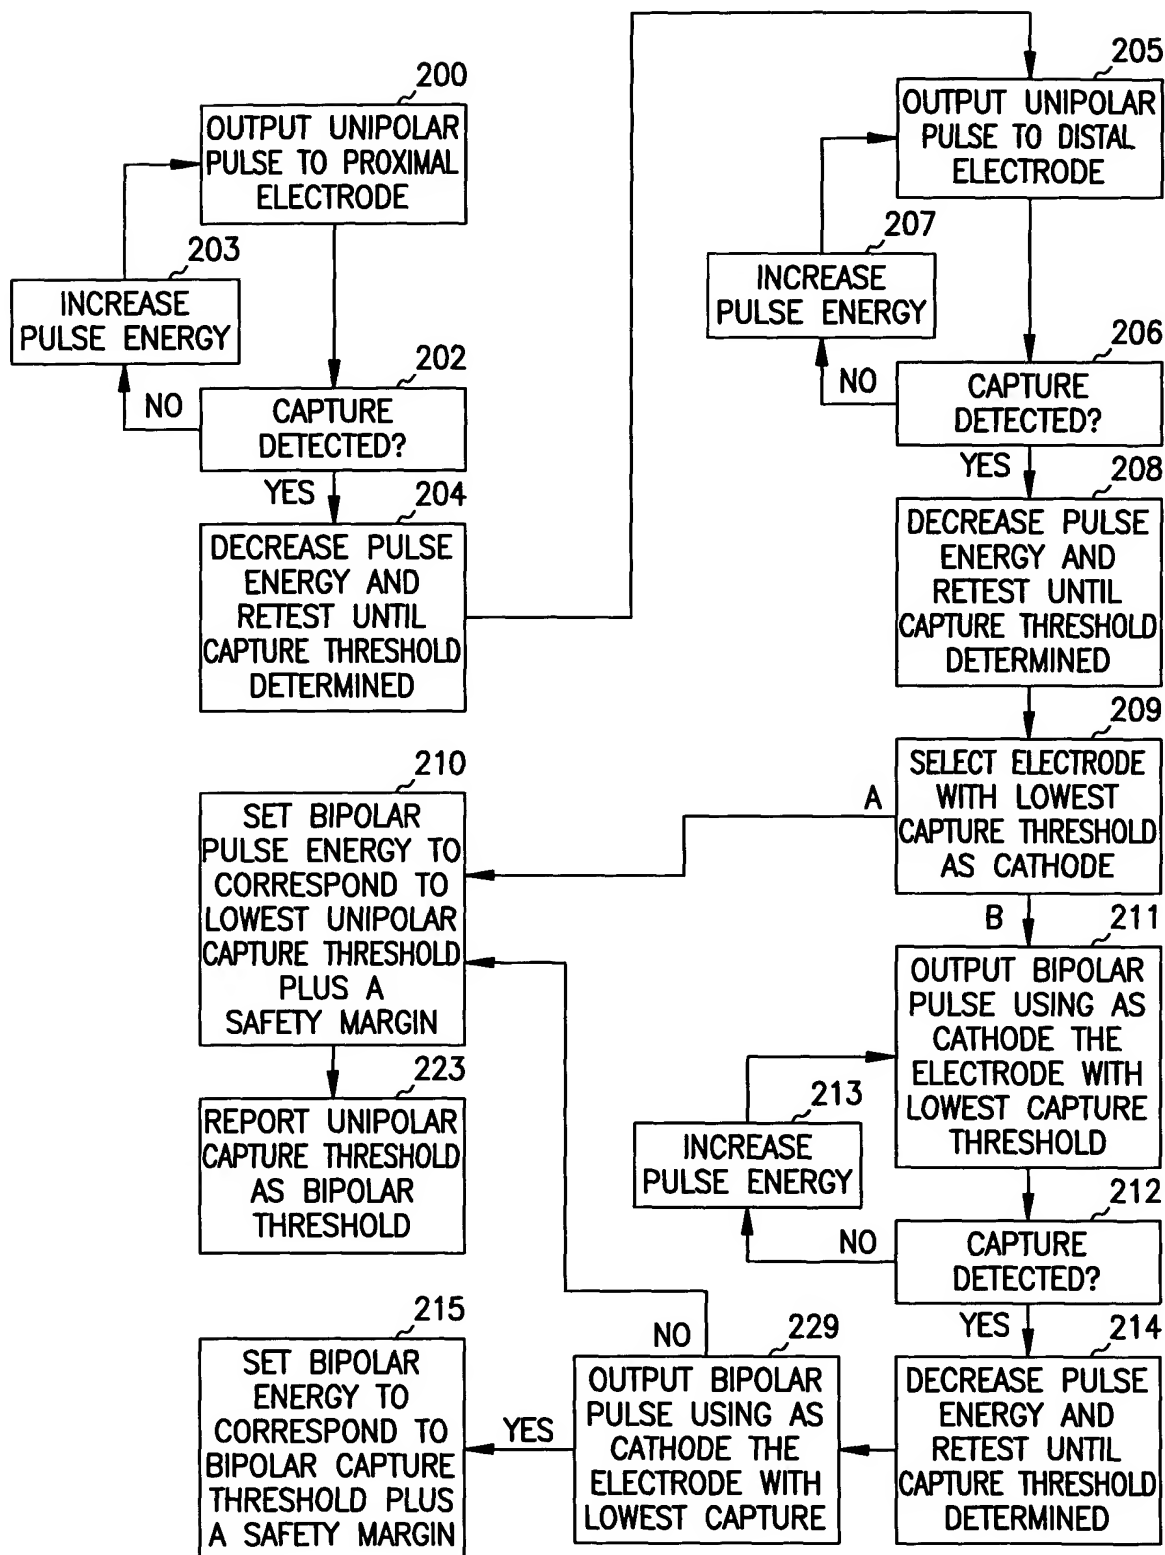 200
OUTPUT UNIPOLAR
PULSE TO PROXIMAL
ELECTRODE
203
INCREASE
PULSE ENERGY
202
NO
CAPTURE
DETECTED?
YES
204
DECREASE PULSE
ENERGY AND
RETEST UNTIL
CAPTURE THRESHOLD
DETERMINED
205
OUTPUT UNIPOLAR
PULSE TO DISTAL
ELECTRODE
207
INCREASE
PULSE ENERGY
206
NO
CAPTURE
DETECTED?
YES
208
DECREASE PULSE
ENERGY AND
RETEST UNTIL
CAPTURE THRESHOLD
DETERMINED
209
SELECT ELECTRODE
WITH LOWEST
CAPTURE THRESHOLD
AS CATHODE
A
B
210
SET BIPOLAR
PULSE ENERGY TO
CORRESPOND TO
LOWEST UNIPOLAR
CAPTURE THRESHOLD
PLUS A
SAFETY MARGIN
223
REPORT UNIPOLAR
CAPTURE THRESHOLD
AS BIPOLAR
THRESHOLD
211
OUTPUT BIPOLAR
PULSE USING AS
CATHODE THE
ELECTRODE WITH
LOWEST CAPTURE
THRESHOLD
213
INCREASE
PULSE ENERGY
212
NO
CAPTURE
DETECTED?
YES
214
DECREASE PULSE
ENERGY AND
RETEST UNTIL
CAPTURE THRESHOLD
DETERMINED
229
NO
OUTPUT BIPOLAR
PULSE USING AS
CATHODE THE
ELECTRODE WITH
LOWEST CAPTURE
YES
215
SET BIPOLAR
ENERGY TO
CORRESPOND TO
BIPOLAR CAPTURE
THRESHOLD PLUS
A SAFETY MARGIN